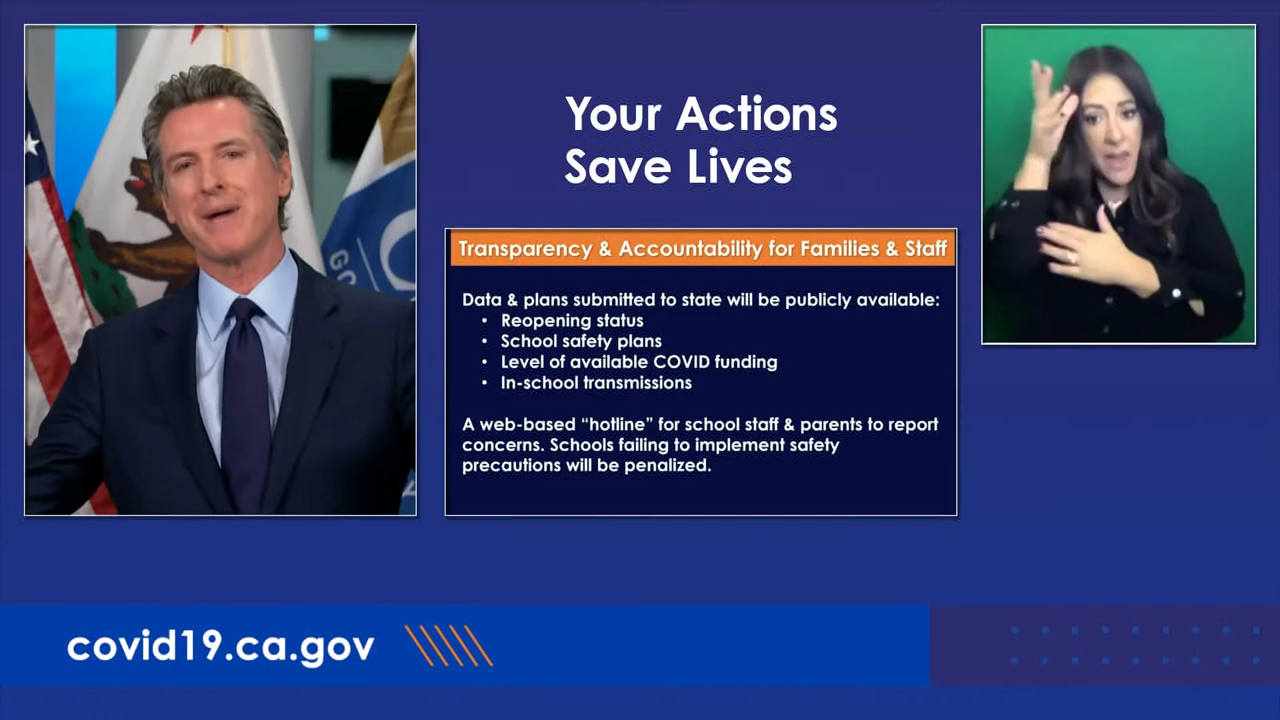 Your Actions
Save Lives
Transparency & Accountability for Families & Staff
Data & plans submitted to state will be publicly available:
• Reopening status
• School safety plans
• Level of available COVID funding
• In-school transmissions
A web-based “hotline” for school staff & parents to report
concerns. Schools failing to implement safety
precautions will be penalized.
covid19.ca.gov